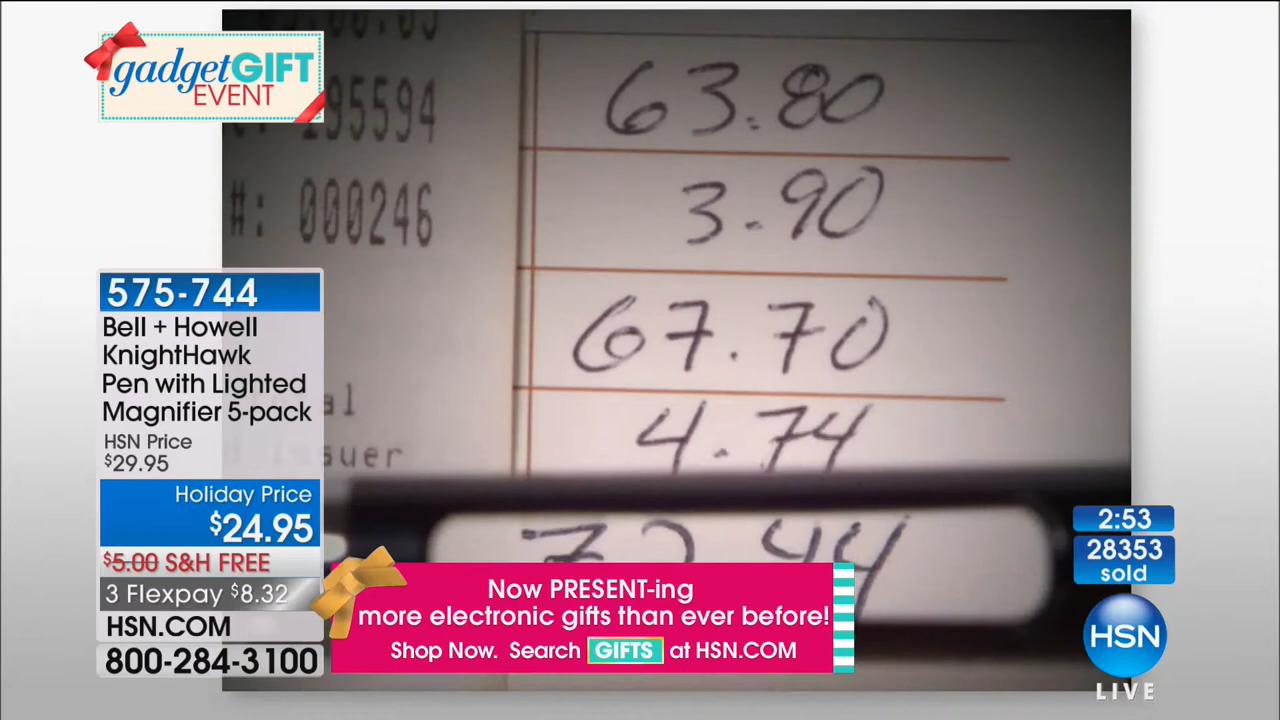 gadgetGIFT
EVENT
#: 000246
63.80
3.90
67.70
4.74
72.44
575-744
Bell + Howell
KnightHawk
Pen with Lighted
Magnifier 5-pack
HSN Price
$29.95
Holiday Price
$24.95
$5.00 S&H FREE
3 Flexpay $8.32
HSN.COM
800-284-3100
Now PRESENT-ing
more electronic gifts than ever before!
Shop Now. Search GIFTS at HSN.COM
2:53
28353
sold
HSN
LIVE